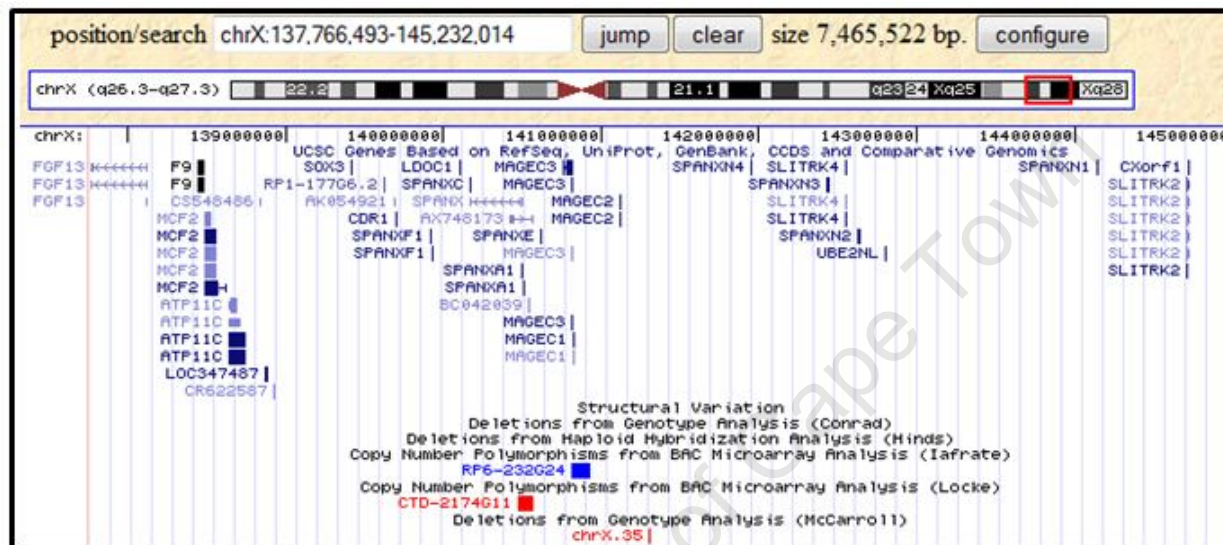 position/search chrX:137,766,493-145,232,014 jump clear size 7,465,522 bp. configure
chrX (q26.3-q27.3) 22.2 21.1 q23 24 Xq25 Xq28
chrX: 139000000| 140000000| 141000000| 142000000| 143000000| 144000000| 1450000
UCSC Genes Based on RefSeq, UniProt, GenBank, CCDS and Comparative Genomics
FGF13 F9 SOX3 LDOC1 MAGEC3 SPANXN4 SLITRK4 SPANXN1 CXorf1
FGF13 F9 RP1-177G6.2 SPANXC MAGEC3 SPANXN3 SLITRK2
FGF13 CS548486 AK054921 SPANX MAGEC2 SLITRK4 SLITRK2
MCF2 CDR1 AX748173 MAGEC2 SLITRK4 SLITRK2
MCF2 SPANXF1 SPANXE SPANXN2 SLITRK2
MCF2 SPANXF1 MAGEC3 UBE2NL SLITRK2
MCF2 SPANXA1 SLITRK2
MCF2 SPANXA1
ATP11C BC042039
ATP11C MAGEC3
ATP11C MAGEC1
ATP11C MAGEC1
LOC347487
CR622587
Structural Variation
Deletions from Genotype Analysis (Conrad)
Deletions from Haploid Hybridization Analysis (Hinds)
Copy Number Polymorphisms from BAC Microarray Analysis (Iafrate)
RP6-232G24
Copy Number Polymorphisms from BAC Microarray Analysis (Locke)
CTD-2174G11
Deletions from Genotype Analysis (McCarroll)
chrX.35
of Cape Town